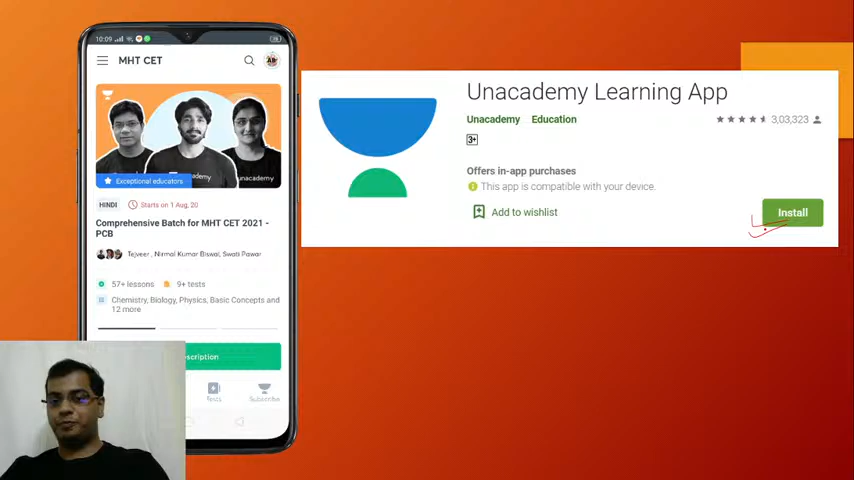 10:09
MHT CET
Exceptional educators
HINDI
Starts on 1 Aug, 20
Comprehensive Batch for MHT CET 2021 -
PCB
Tejveer , Nirmal Kumar Biswal, Swati Pawar
57+ lessons
9+ tests
Chemistry, Biology, Physics, Basic Concepts and
12 more
scription
Tests
Subscribe
Unacademy Learning App
Unacademy
Education
3,03,323
3+
Offers in-app purchases
This app is compatible with your device.
Add to wishlist
Install